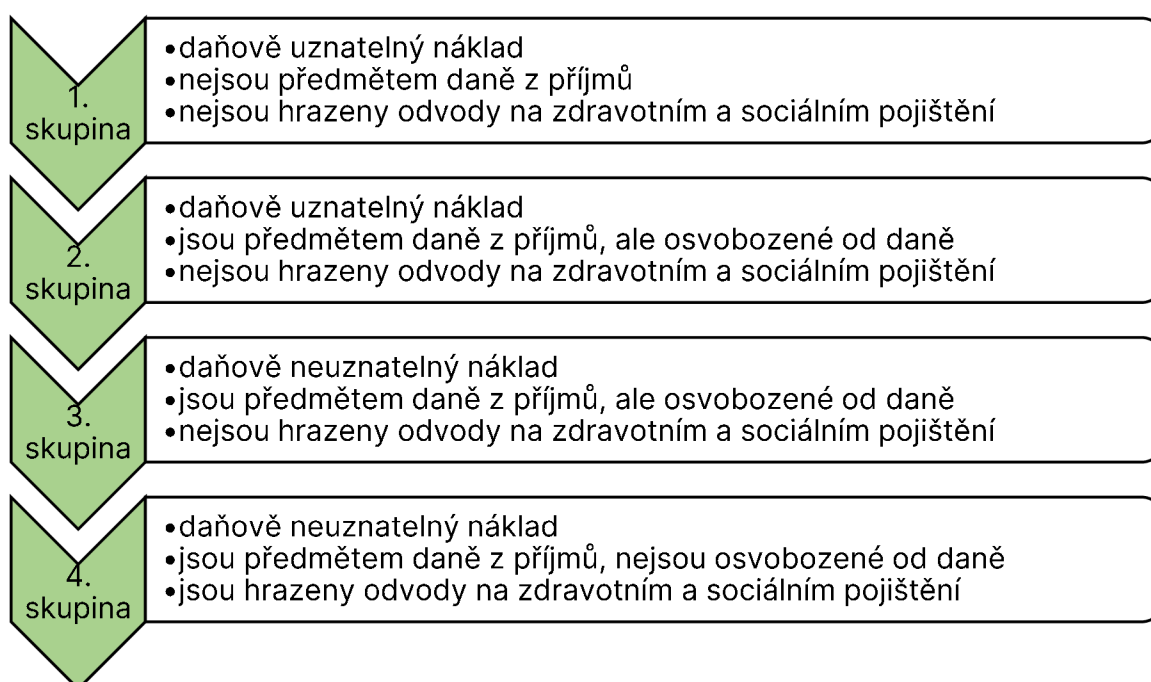 1.
skupina
•daňově uznatelný náklad
•nejsou předmětem daně z příjmů
•nejsou hrazeny odvody na zdravotním a sociálním pojištění
2.
skupina
•daňově uznatelný náklad
•jsou předmětem daně z příjmů, ale osvobozené od daně
•nejsou hrazeny odvody na zdravotním a sociálním pojištění
3.
skupina
•daňově neuznatelný náklad
•jsou předmětem daně z příjmů, ale osvobozené od daně
•nejsou hrazeny odvody na zdravotním a sociálním pojištění
4.
skupina
•daňově neuznatelný náklad
•jsou předmětem daně z příjmů, nejsou osvobozené od daně
•jsou hrazeny odvody na zdravotním a sociálním pojištění